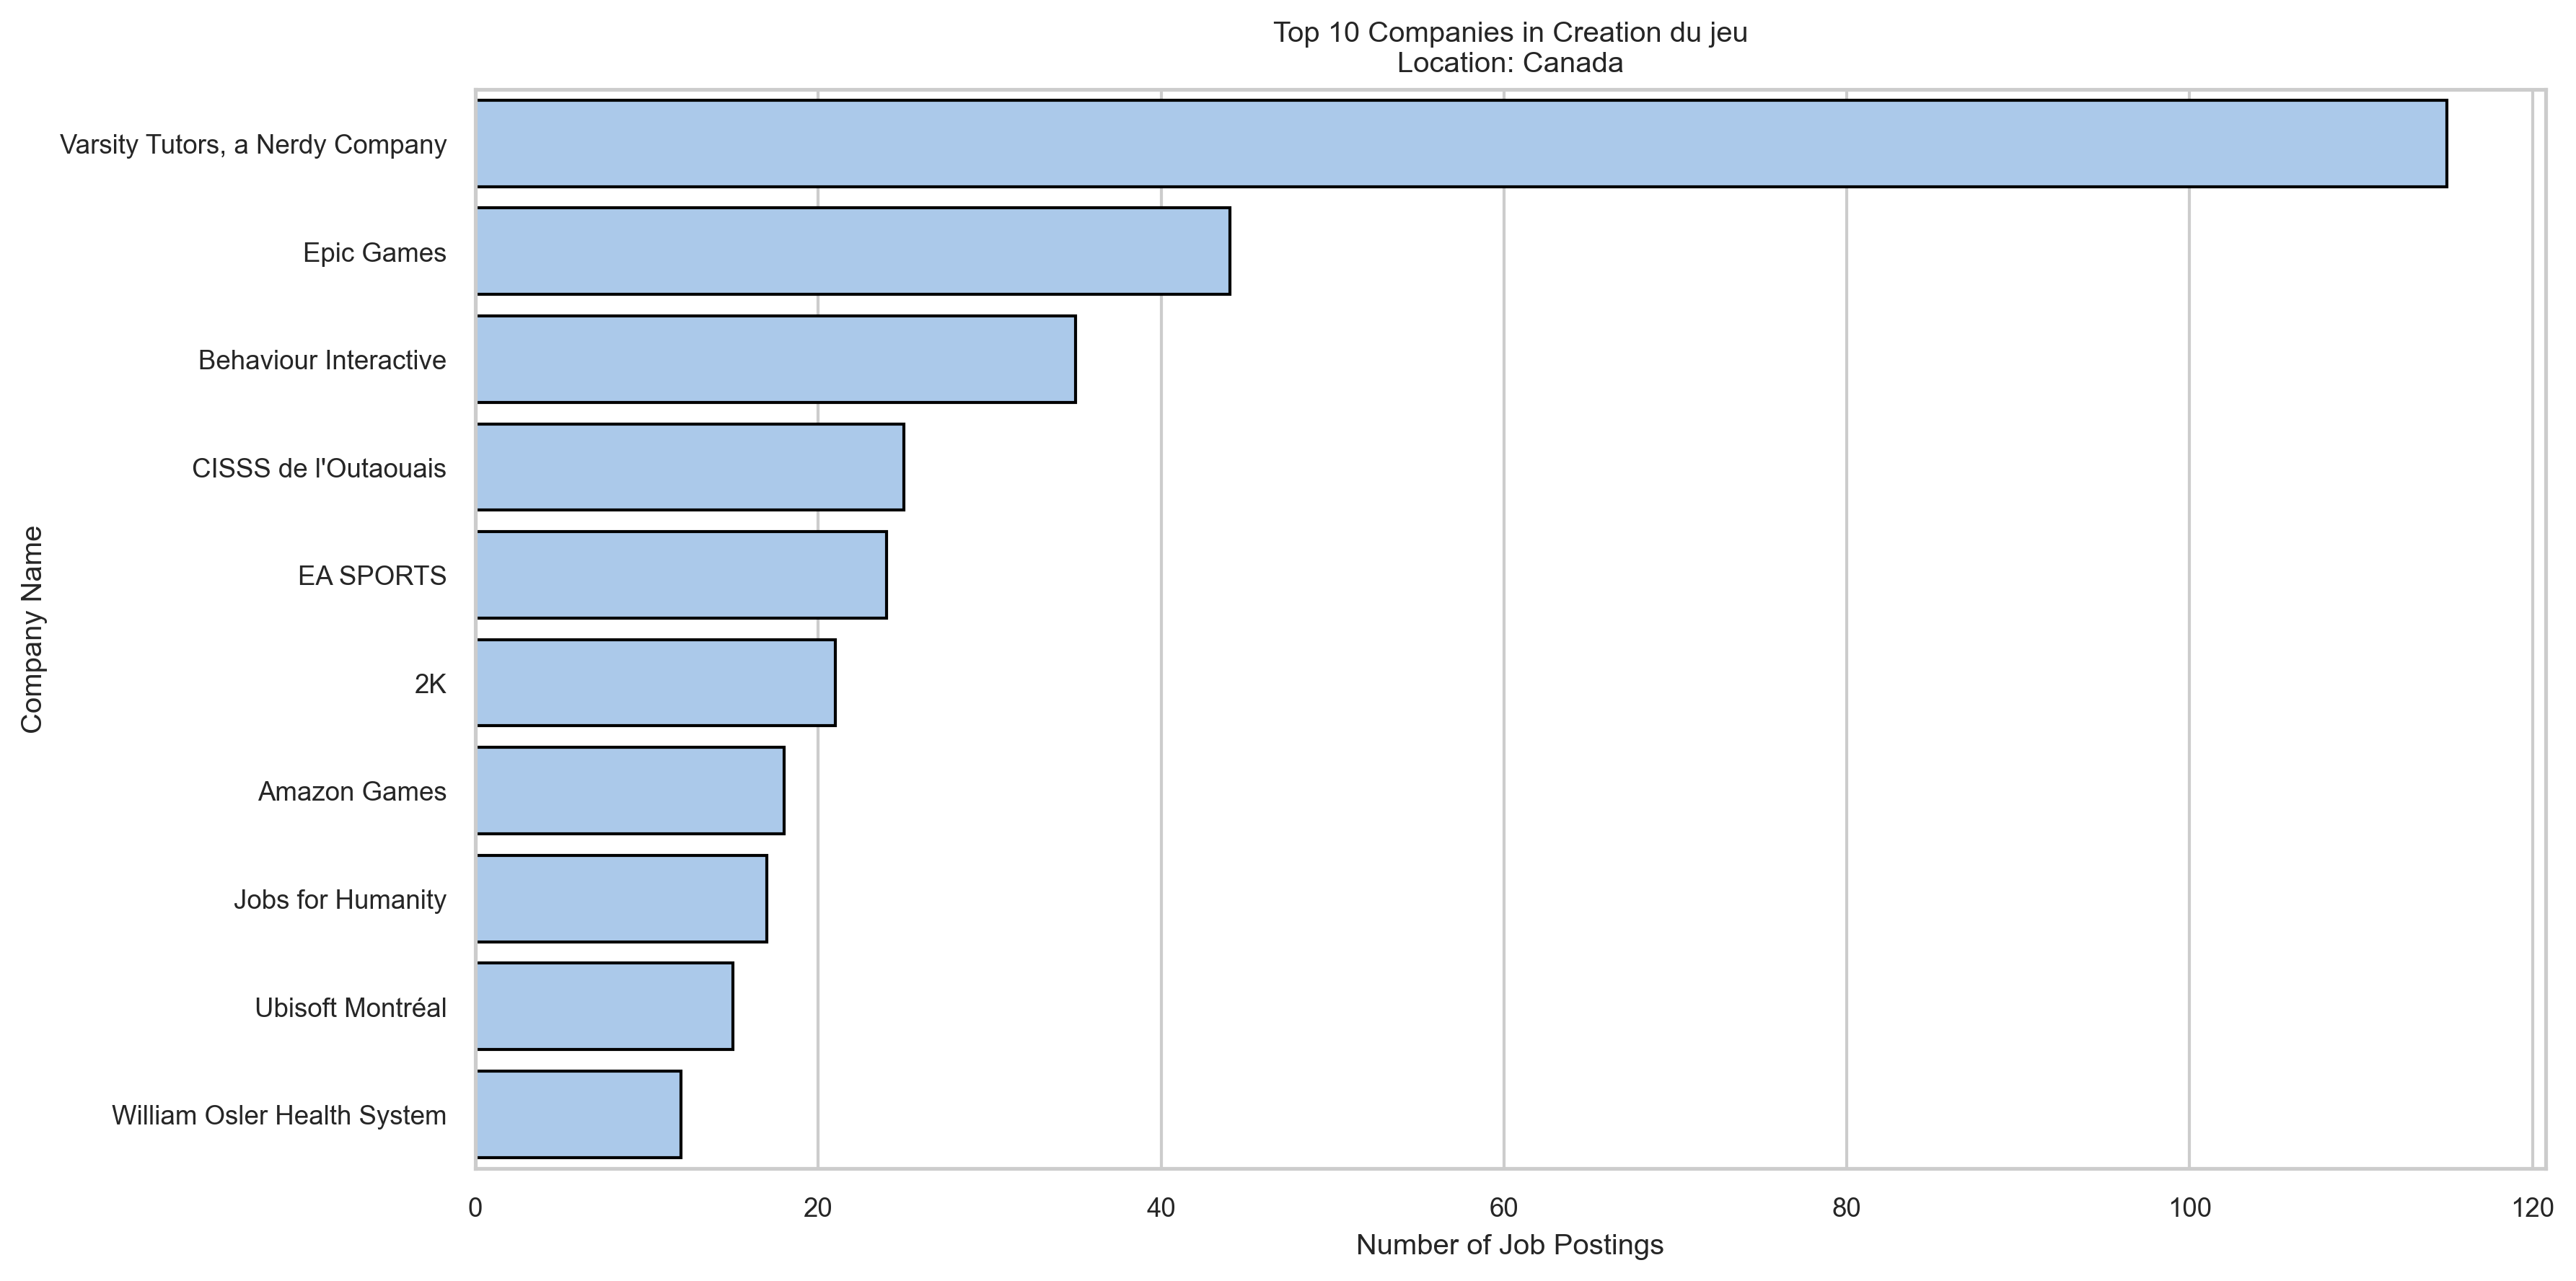 Top 10 Companies in Creation du jeu
Location: Canada
Company Name
Varsity Tutors, a Nerdy Company
Epic Games
Behaviour Interactive
CISSS de l'Outaouais
EA SPORTS
2K
Amazon Games
Jobs for Humanity
Ubisoft Montréal
William Osler Health System
0 20 40 60 80 100 120
Number of Job Postings